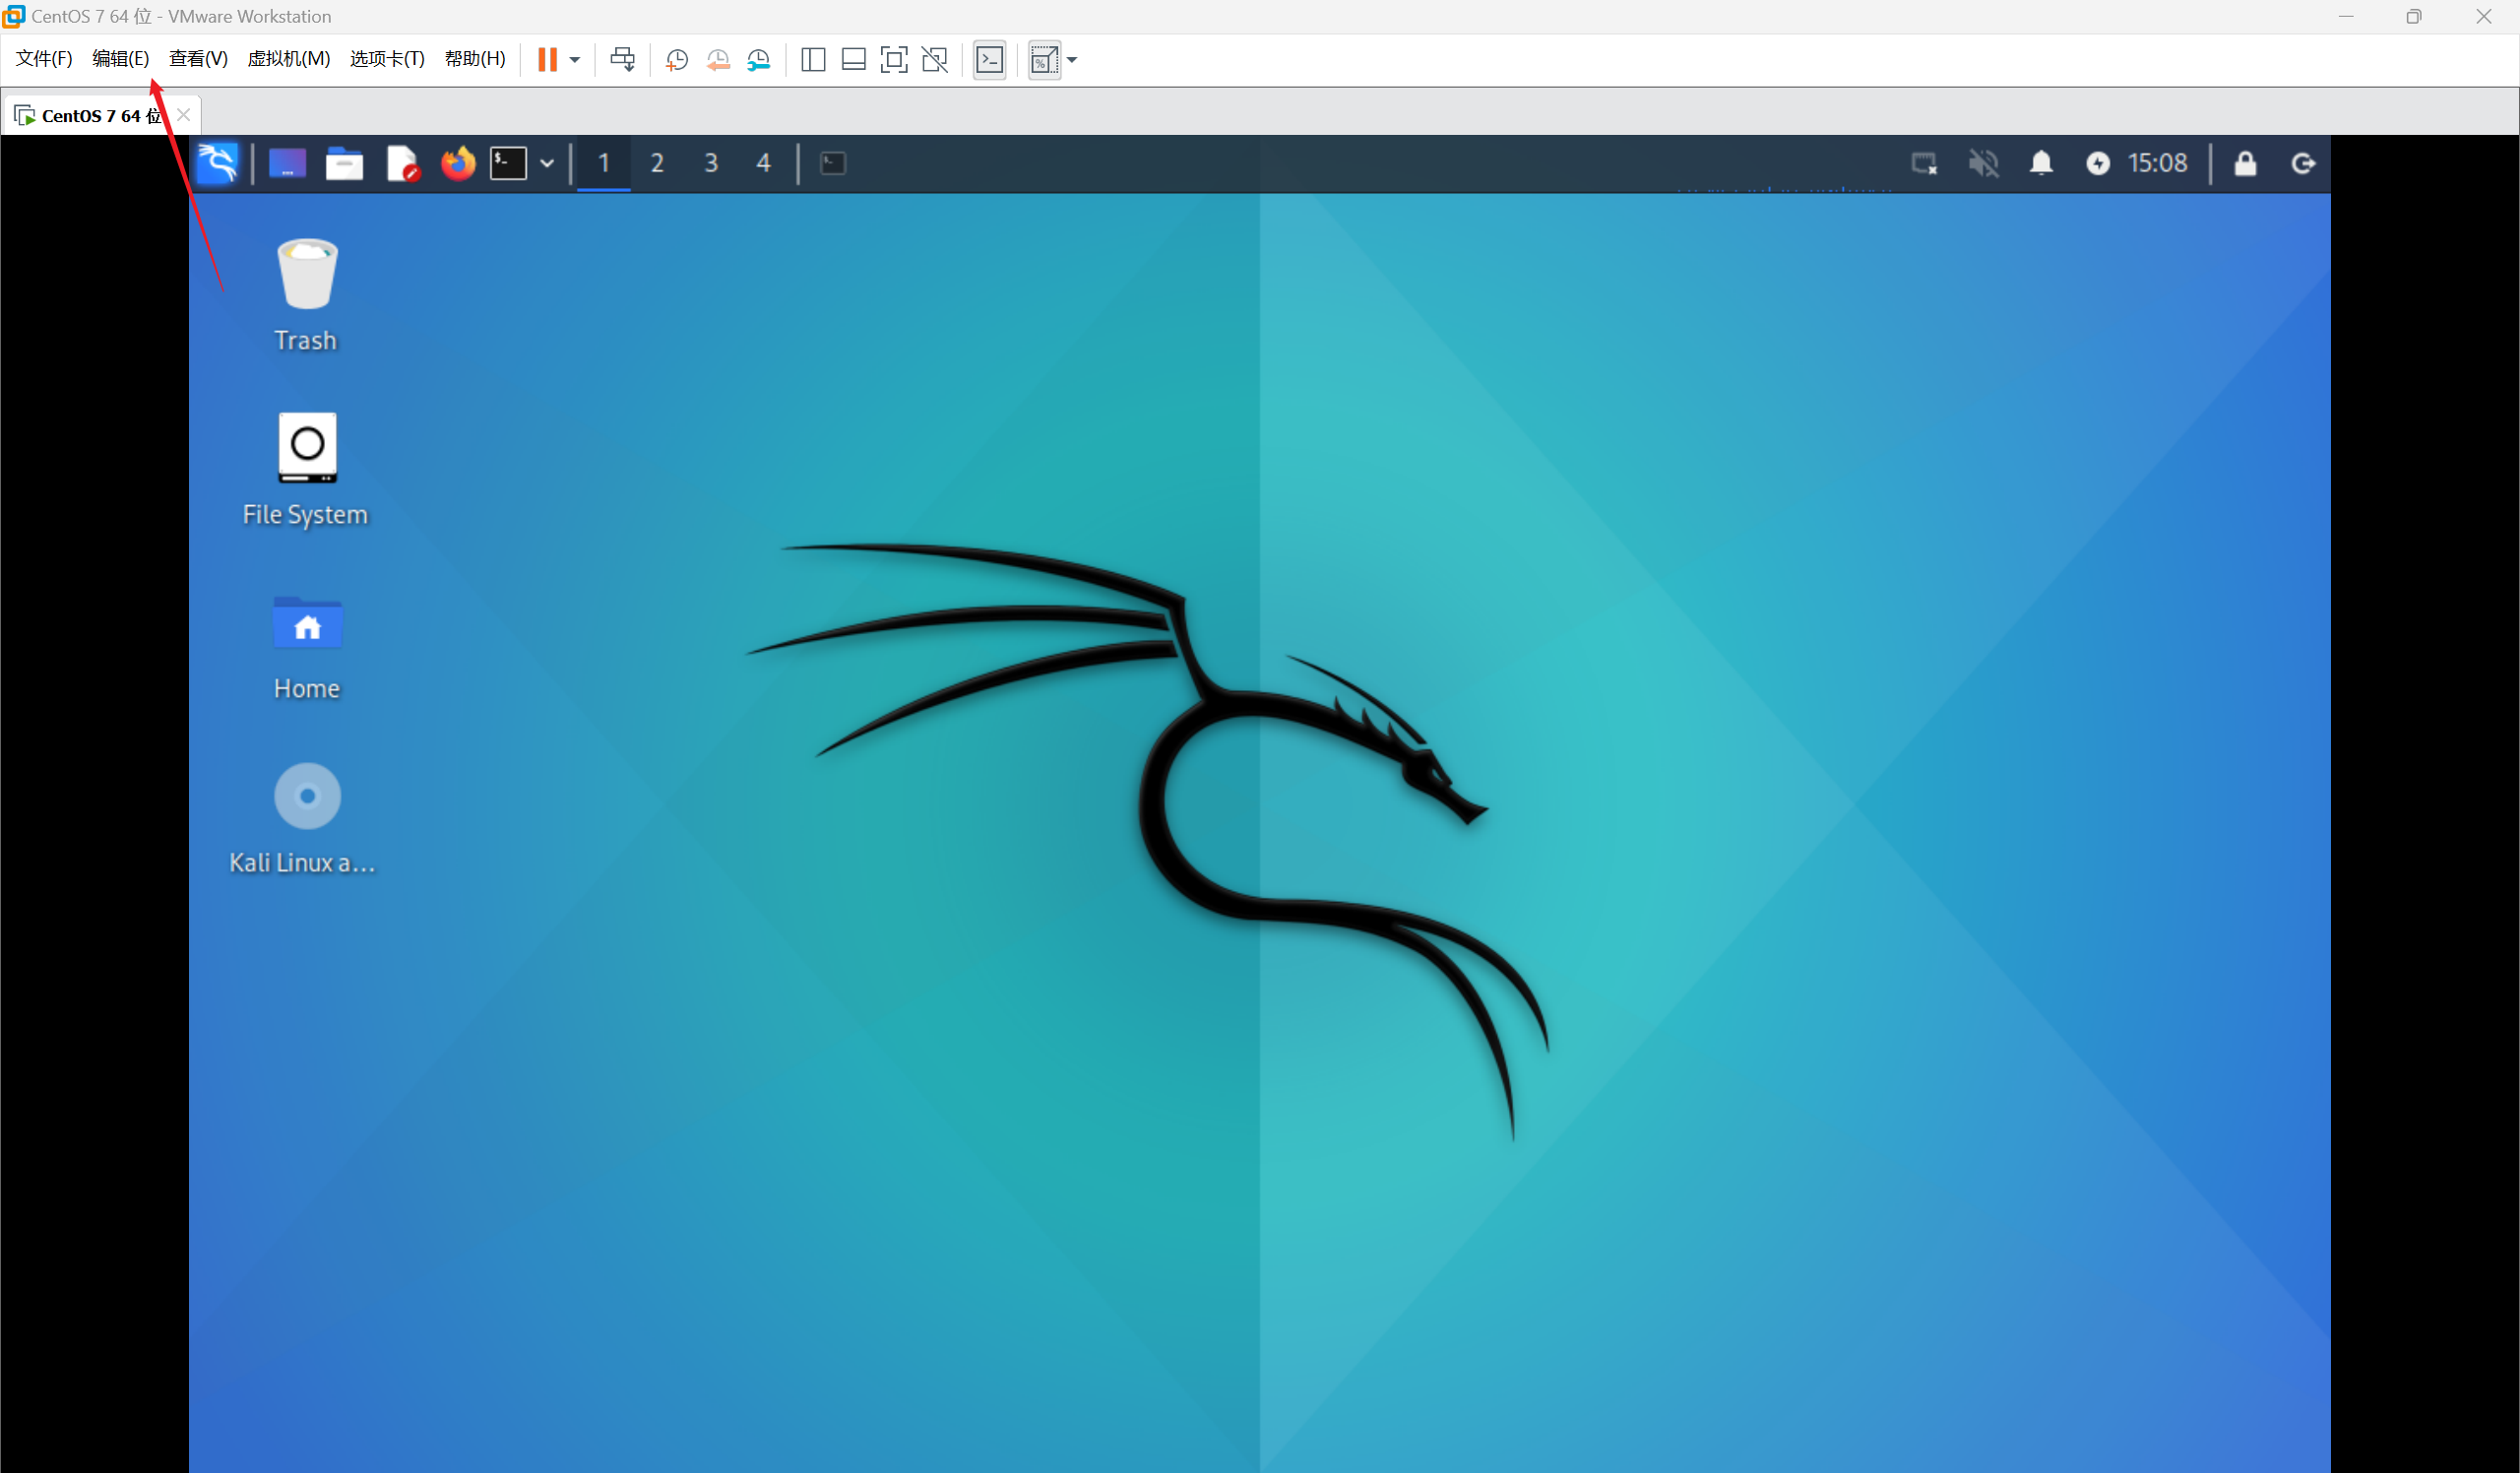 CentOS 7 64 位 - VMware Workstation
文件(F) 编辑(E) 查看(V) 虚拟机(M) 选项卡(T) 帮助(H)
CentOS 7 64 位
1 2 3 4 15:08
Trash
File System
Home
Kali Linux a...